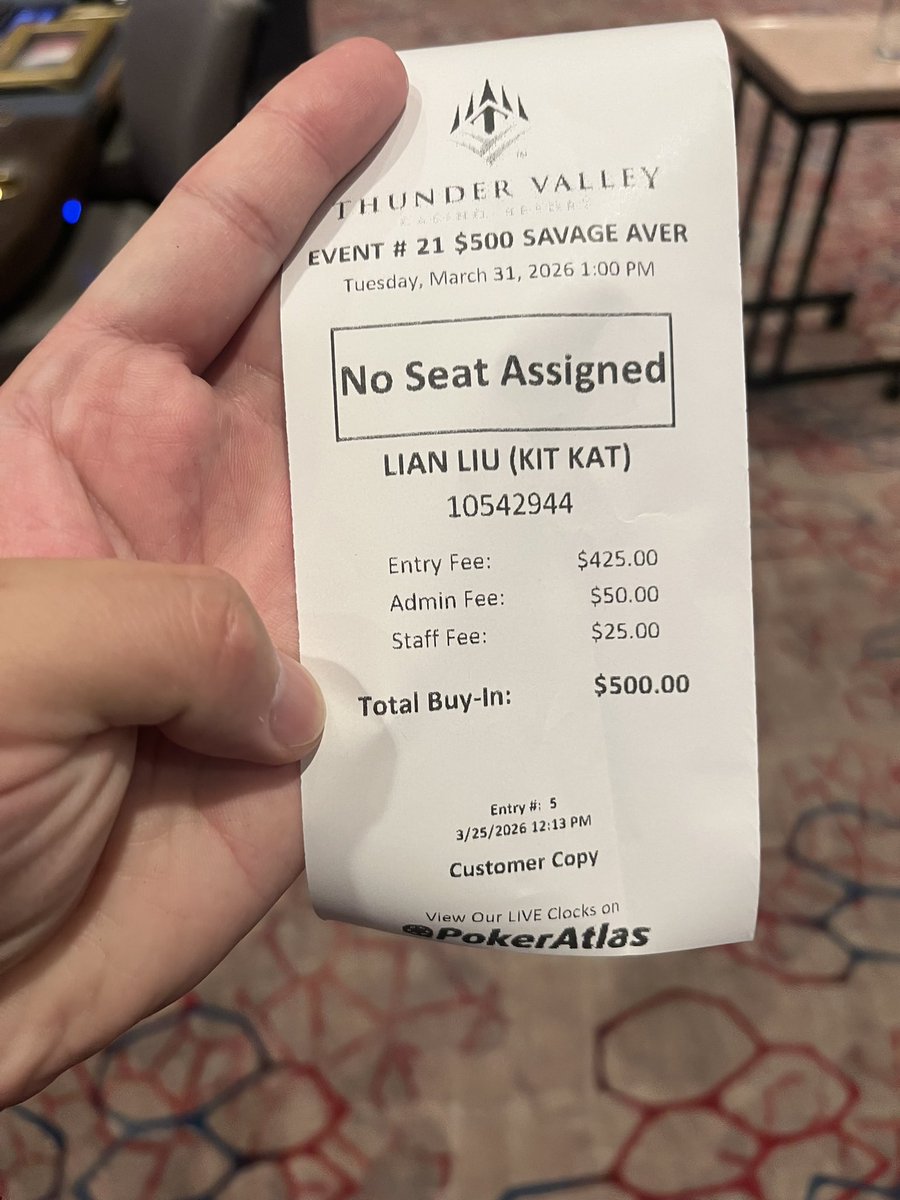 THUNDER VALLEY
CASINO RESORT
EVENT # 21 $500 SAVAGE AVER
Tuesday, March 31, 2026 1:00 PM
No Seat Assigned
LIAN LIU (KIT KAT)
10542944
Entry Fee: $425.00
Admin Fee: $50.00
Staff Fee: $25.00
Total Buy-In: $500.00
Entry #: 5
3/25/2026 12:13 PM
Customer Copy
View Our LIVE Clocks on
PokerAtlas